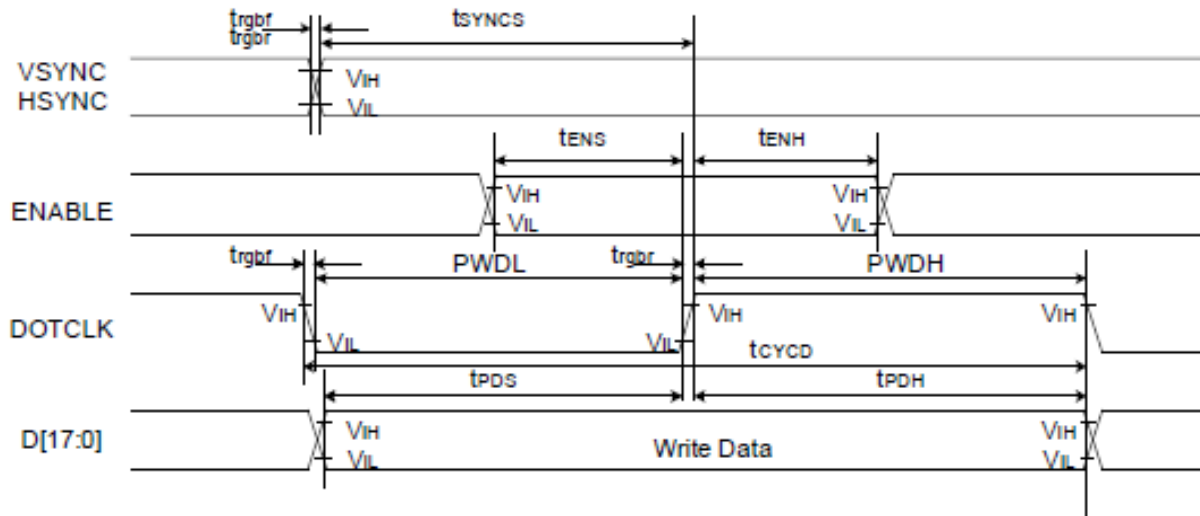 trgbf
trgbr
tSYNCS
VSYNC
HSYNC
VIH
VIL
tENS
tENH
ENABLE
VIH
VIL
VIH
VIL
trgbf
PWDL
trgbr
PWDH
DOTCLK
VIH
VIL
VIL
VIH
VIH
tCYCD
tPDS
tPDH
D[17:0]
VIH
VIL
Write Data
VIH
VIL